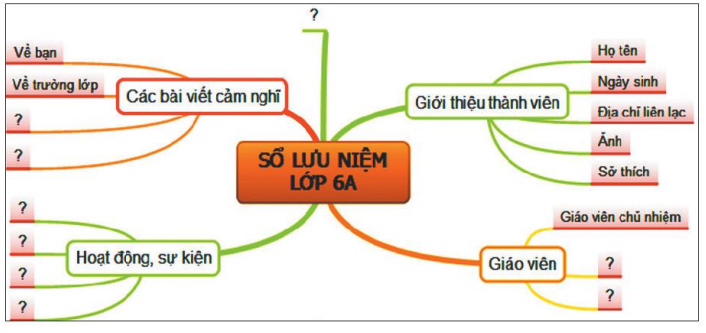 ?
Về bạn
Về trường lớp
?
?
Các bài viết cảm nghĩ
SỔ LƯU NIỆM
LỚP 6A
Giới thiệu thành viên
Họ tên
Ngày sinh
Địa chỉ liên lạc
Ảnh
Sở thích
?
?
?
?
Hoạt động, sự kiện
Giáo viên
Giáo viên chủ nhiệm
?
?